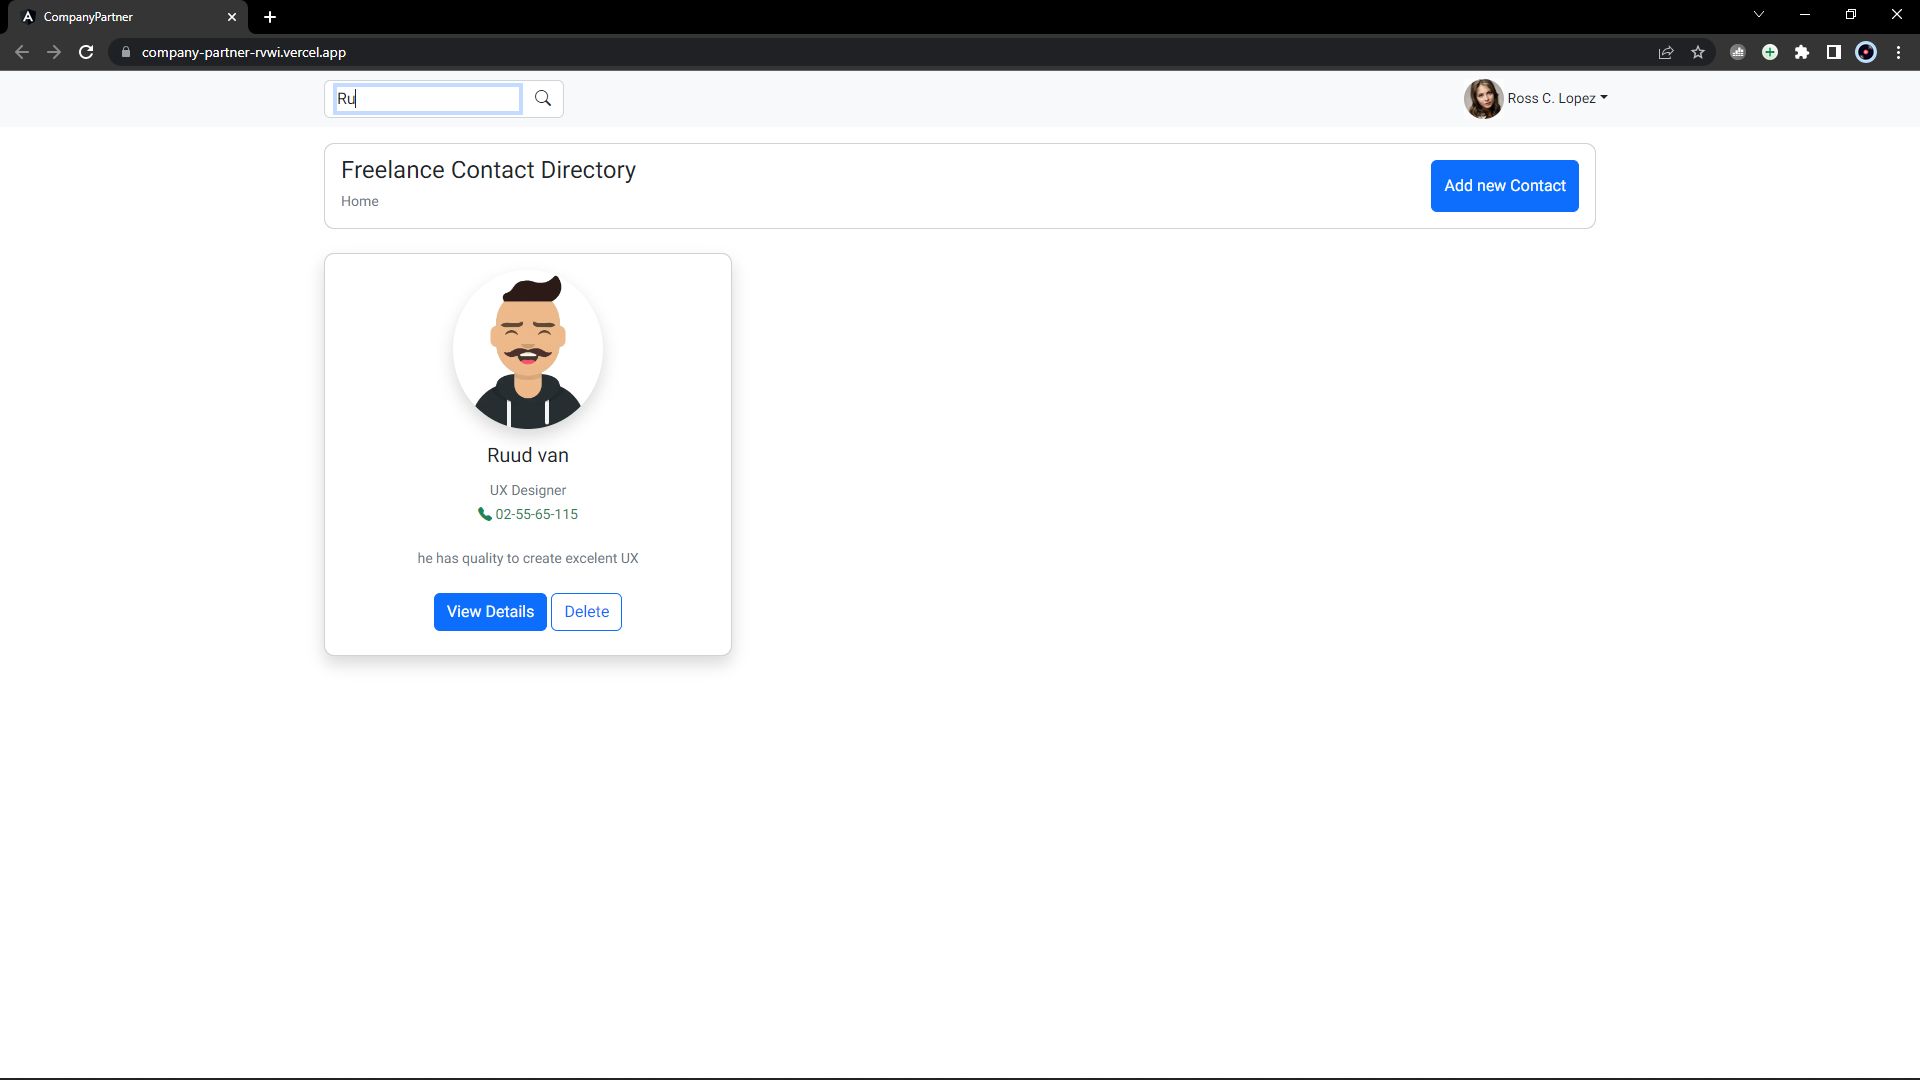 CompanyPartner
company-partner-rvwi.vercel.app
Ru
Ross C. Lopez
Freelance Contact Directory
Home
Add new Contact
Ruud van
UX Designer
02-55-65-115
he has quality to create excelent UX
View Details
Delete